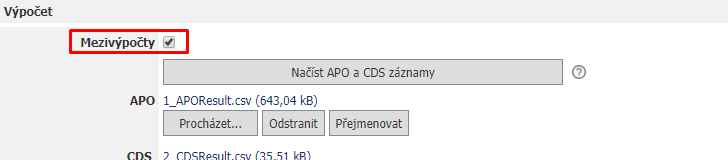 Výpočet
Mezivýpočty
Načíst APO a CDS záznamy
APO 1_APOResult.csv (643,04 kB)
Procházet... Odstranit Přejmenovat
CDS 2_CDSResult.csv (35,51 kB)